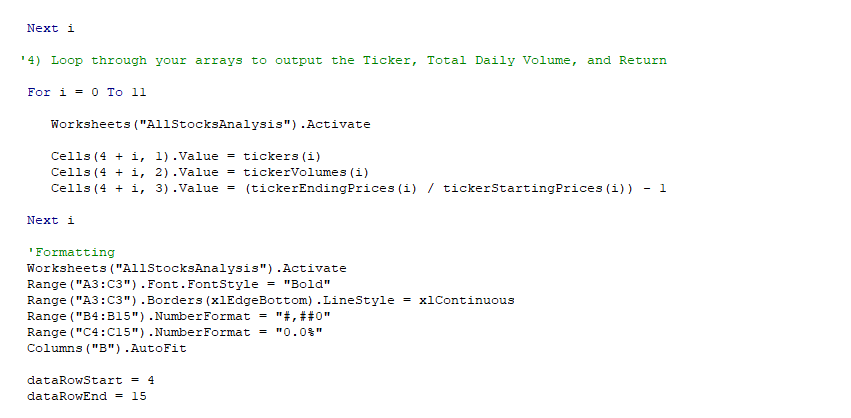 Next i
'4) Loop through your arrays to output the Ticker, Total Daily Volume, and Return
For i = 0 To 11
Worksheets("AllStocksAnalysis").Activate
Cells(4 + i, 1).Value = tickers(i)
Cells(4 + i, 2).Value = tickerVolumes(i)
Cells(4 + i, 3).Value = (tickerEndingPrices(i) / tickerStartingPrices(i)) - 1
Next i
'Formatting
Worksheets("AllStocksAnalysis").Activate
Range("A3:C3").Font.FontStyle = "Bold"
Range("A3:C3").Borders(xlEdgeBottom).LineStyle = xlContinuous
Range("B4:B15").NumberFormat = "#,##0"
Range("C4:C15").NumberFormat = "0.0%"
Columns("B").AutoFit
dataRowStart = 4
dataRowEnd = 15